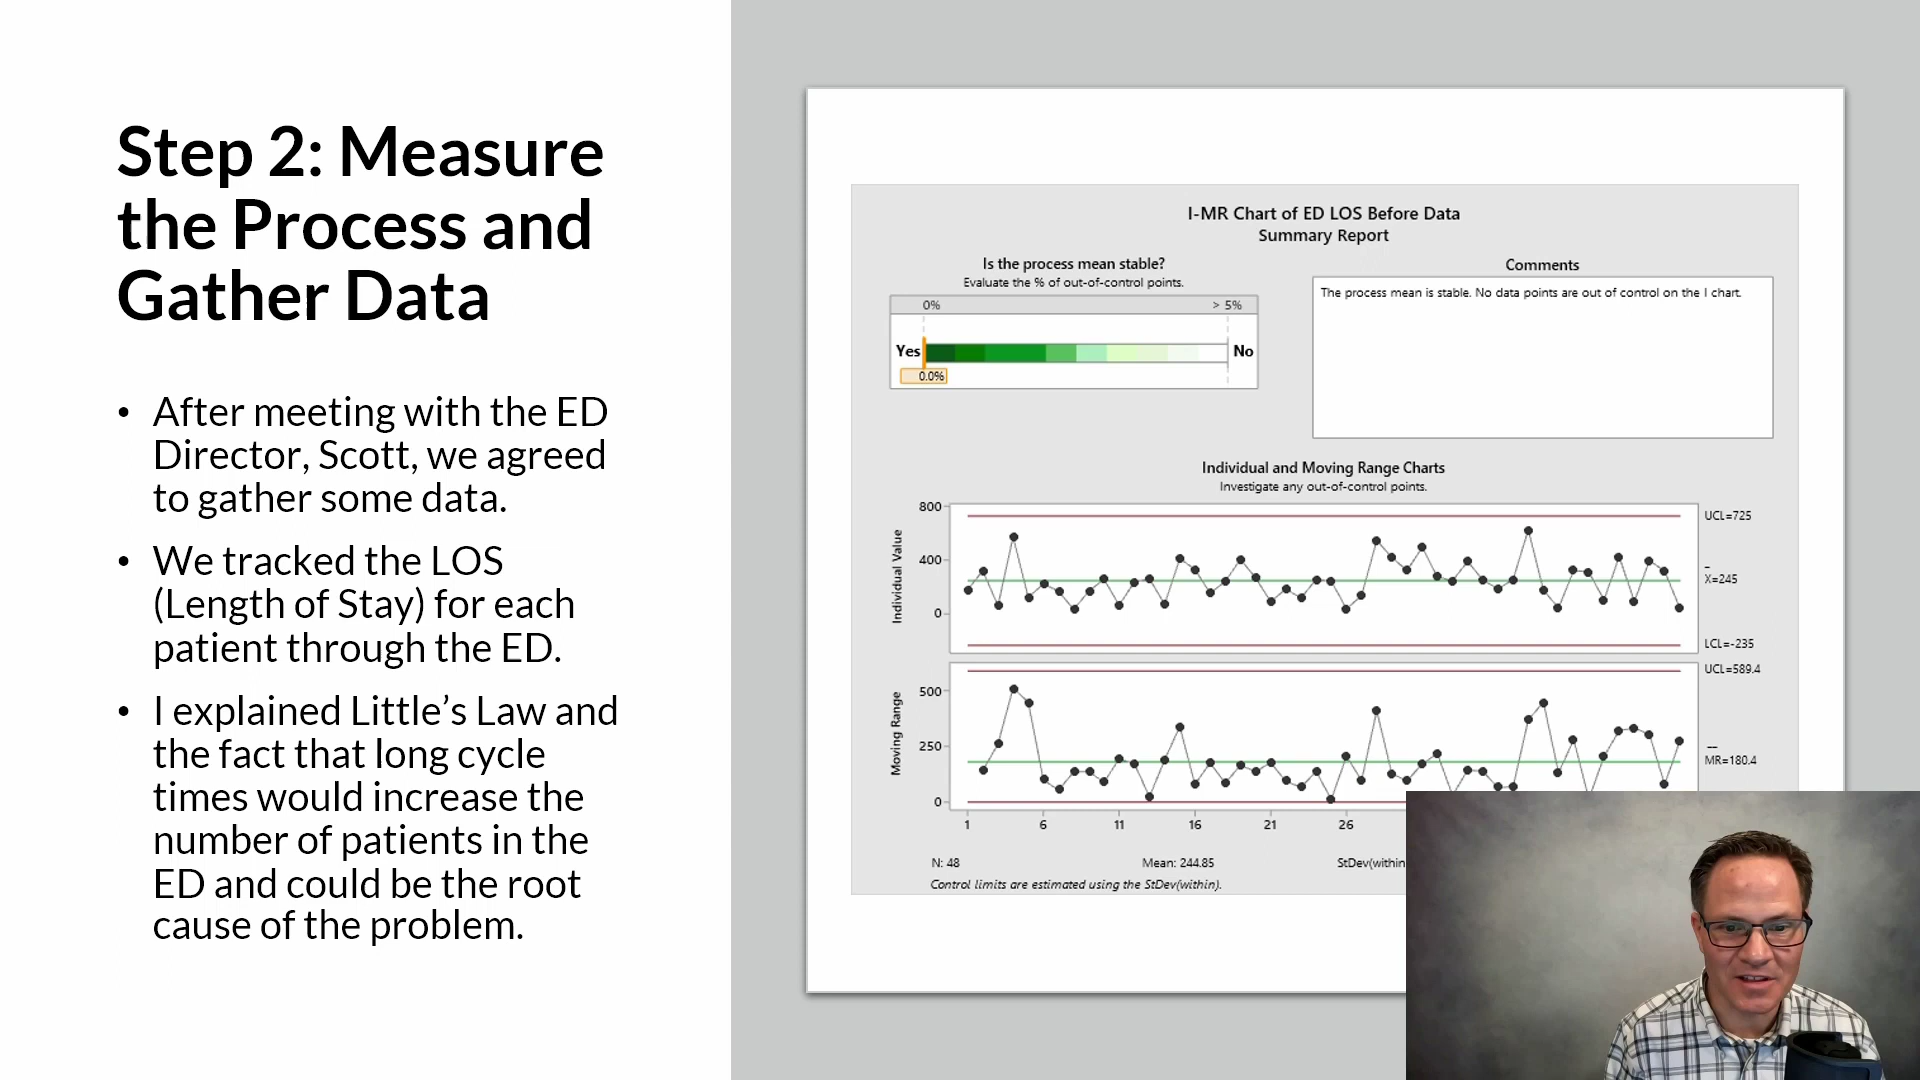 Step 2: Measure
the Process and
Gather Data
• After meeting with the ED
Director, Scott, we agreed
to gather some data.
• We tracked the LOS
(Length of Stay) for each
patient through the ED.
• I explained Little’s Law and
the fact that long cycle
times would increase the
number of patients in the
ED and could be the root
cause of the problem.
I-MR Chart of ED LOS Before Data
Summary Report
Is the process mean stable?
Evaluate the % of out-of-control points.
0% > 5%
Yes No
0.0%
Comments
The process mean is stable. No data points are out of control on the I chart.
Individual and Moving Range Charts
Investigate any out-of-control points.
Individual Value
800
400
0
UCL=725
X̄=245
LCL=-235
Moving Range
500
250
0
UCL=589.4
M̄R̄=180.4
1 6 11 16 21 26
N: 48 Mean: 244.85 StDev(within
Control limits are estimated using the StDev(within).